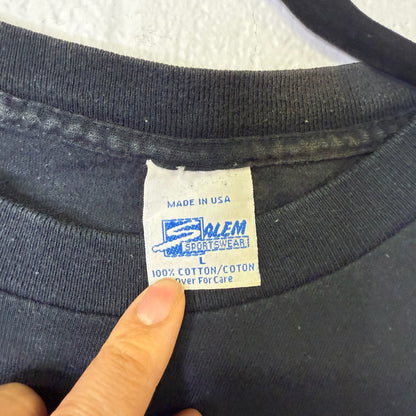 MADE IN USA
SALEM
SPORTSWEAR
L
100% COTTON/COTON
Over For Care